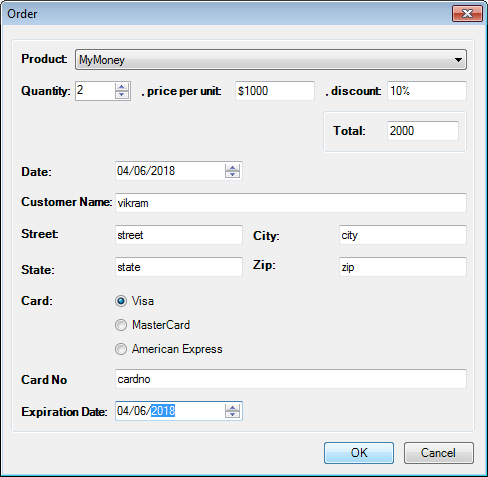 Order
Product: MyMoney
Quantity: 2 , price per unit: $1000 , discount: 10%
Total: 2000
Date: 04/06/2018
Customer Name: vikram
Street: street City: city
State: state Zip: zip
Card: Visa
MasterCard
American Express
Card No cardno
Expiration Date: 04/06/2018
OK Cancel